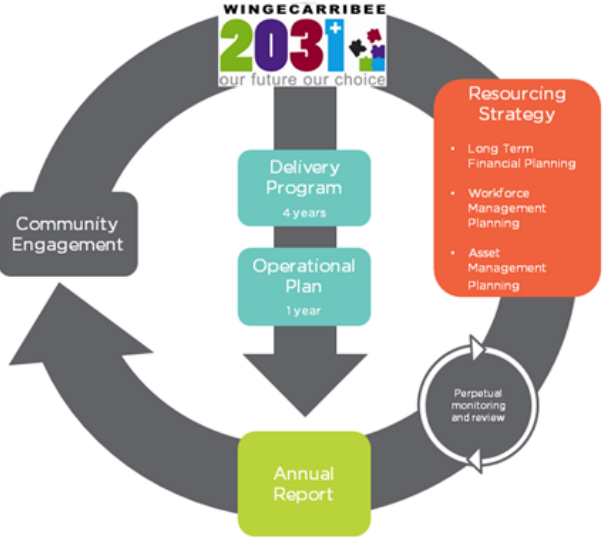 WINGECARRIBEE
2031+
our future our choice
Resourcing
Strategy
• Long Term
Financial Planning
• Workforce
Management
Planning
• Asset
Management
Planning
Delivery
Program
4 years
Community
Engagement
Operational
Plan
1 year
Perpetual
monitoring
and review
Annual
Report